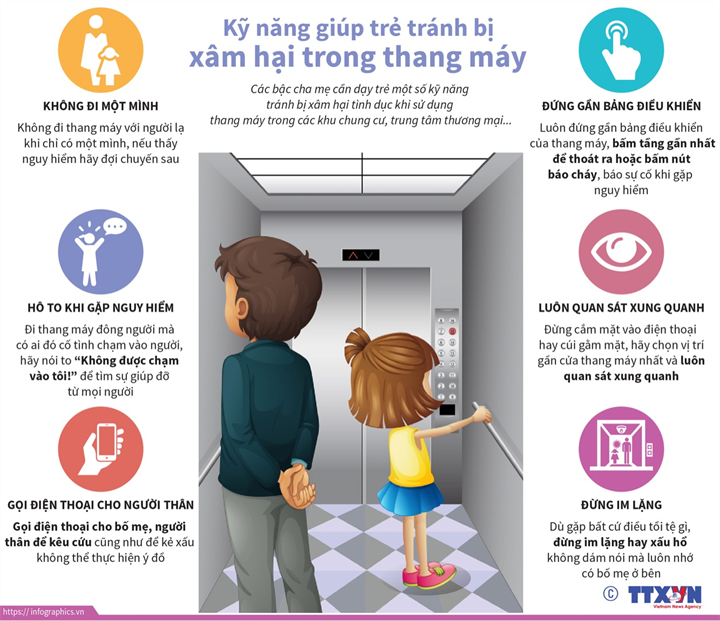 Kỹ năng giúp trẻ tránh bị
xâm hại trong thang máy
Các bậc cha mẹ cần dạy trẻ một số kỹ năng
tránh bị xâm hại tình dục khi sử dụng
thang máy trong các khu chung cư, trung tâm thương mại...
KHÔNG ĐI MỘT MÌNH
Không đi thang máy với người lạ
khi chỉ có một mình, nếu thấy
nguy hiểm hãy đợi chuyến sau
HÔ TO KHI GẶP NGUY HIỂM
Đi thang máy đông người mà
có ai đó cố tình chạm vào người,
hãy nói to “Không được chạm
vào tôi!” để tìm sự giúp đỡ
từ mọi người
GỌI ĐIỆN THOẠI CHO NGƯỜI THÂN
Gọi điện thoại cho bố mẹ, người
thân để kêu cứu cũng như để kẻ xấu
không thể thực hiện ý đồ
ĐỨNG GẦN BẢNG ĐIỀU KHIỂN
Luôn đứng gần bảng điều khiển
của thang máy, bấm tầng gần nhất
để thoát ra hoặc bấm nút
báo cháy, báo sự cố khi gặp
nguy hiểm
LUÔN QUAN SÁT XUNG QUANH
Đừng cắm mặt vào điện thoại
hay cúi gằm mặt, hãy chọn vị trí
gần cửa thang máy nhất và luôn
quan sát xung quanh
ĐỪNG IM LẶNG
Dù gặp bất cứ điều tồi tệ gì,
đừng im lặng hay xấu hổ
không dám nói mà luôn nhớ
có bố mẹ ở bên
https://infographics.vn
© TTXVN
Vietnam News Agency